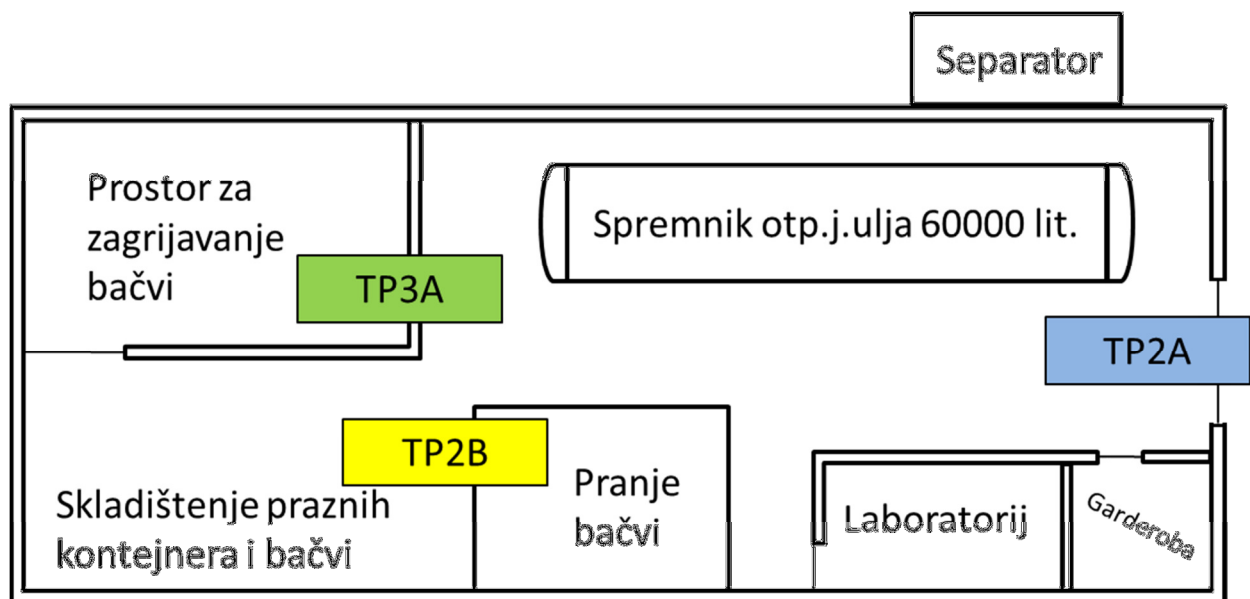 Separator
Prostor za
zagrijavanje
bačvi
Spremnik otp.j.ulja 60000 lit.
TP3A
TP2A
TP2B
Skladištenje praznih
kontejnera i bačvi
Pranje
bačvi
Laboratorij
Garderoba